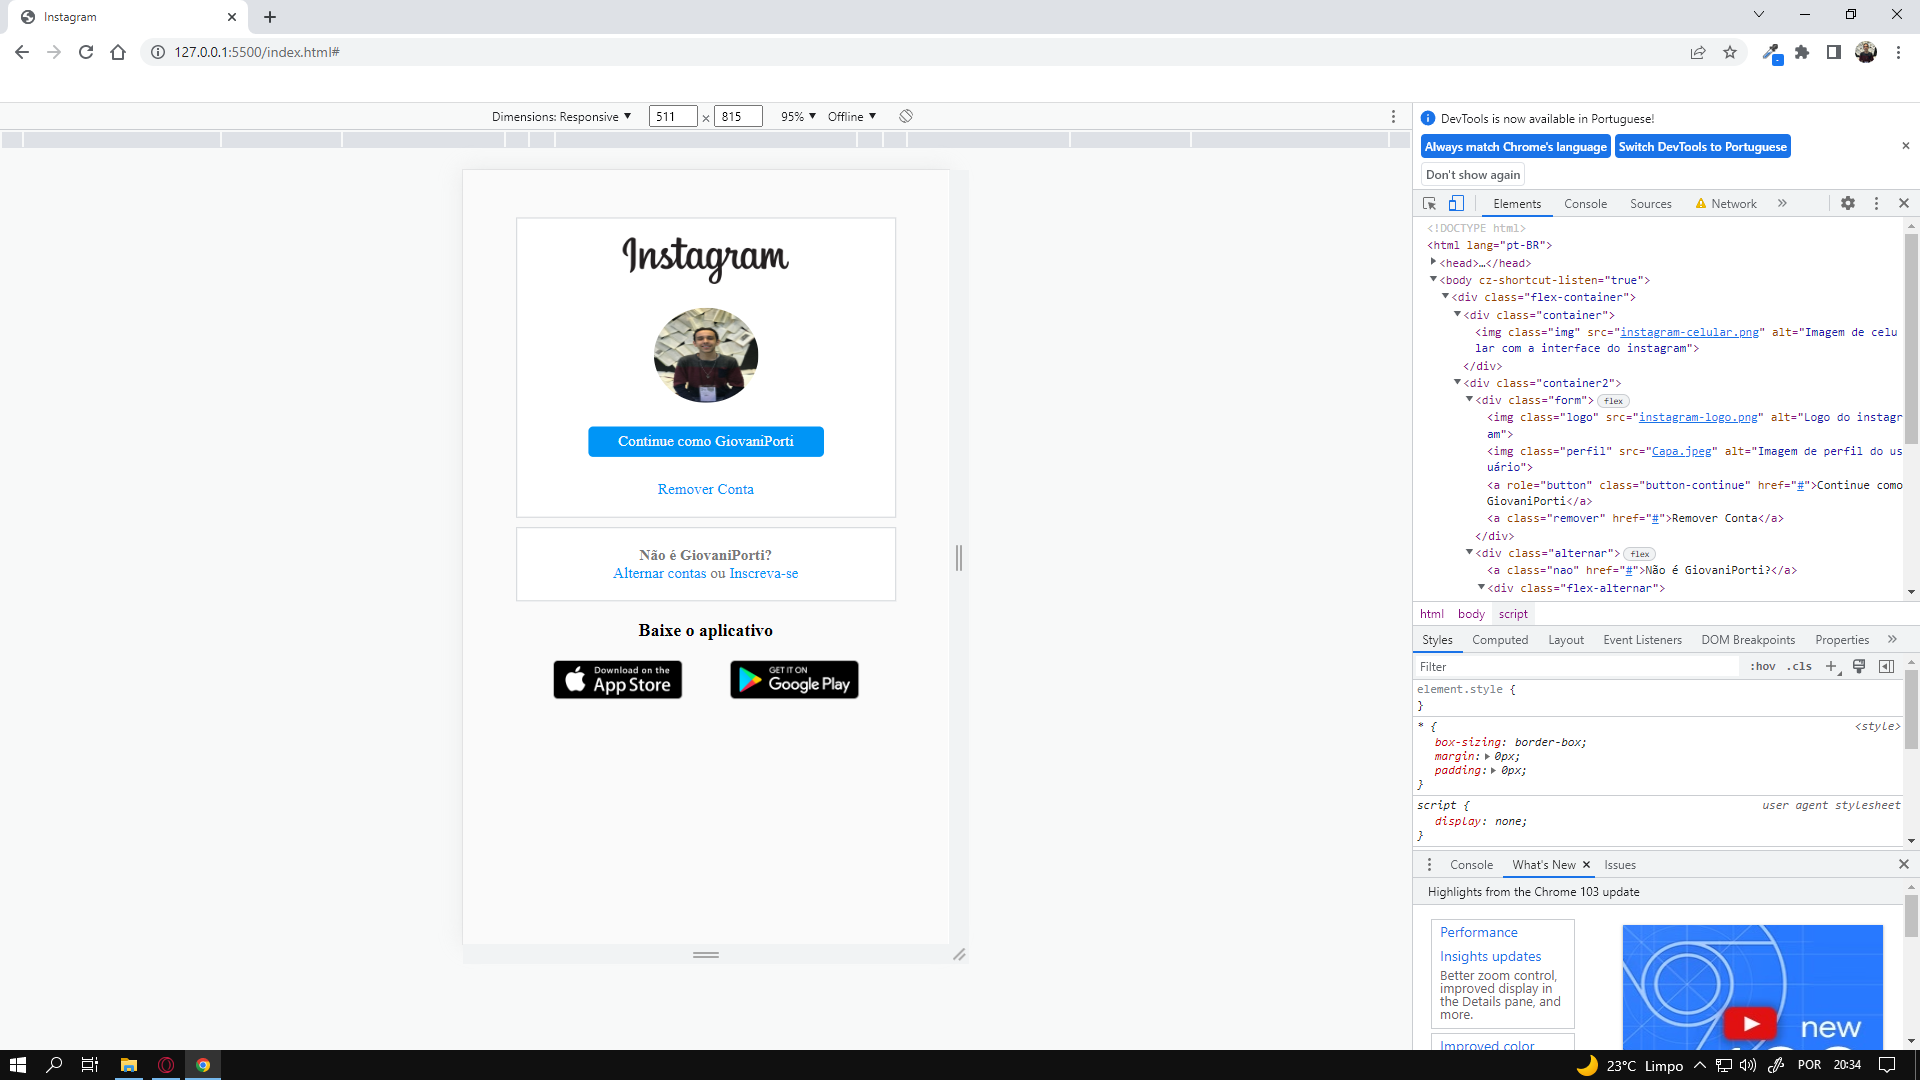 Instagram
127.0.0.1:5500/index.html#
Dimensions: Responsive ▼ 511 × 815 95% ▼ Offline ▼
Instagram
Continue como GiovaniPorti
Remover Conta
Não é GiovaniPorti?
Alternar contas ou Inscreva-se
Baixe o aplicativo
Download on the
App Store
GET IT ON
Google Play
DevTools is now available in Portuguese!
Always match Chrome's language Switch DevTools to Portuguese
Don't show again
Elements Console Sources Network »
<!DOCTYPE html>
<html lang="pt-BR">
<head>…</head>
<body cz-shortcut-listen="true">
<div class="flex-container">
<div class="container">
<img class="img" src="instagram-celular.png" alt="Imagem de celu
lar com a interface do instagram">
</div>
<div class="container2">
<div class="form"> flex
<img class="logo" src="instagram-logo.png" alt="Logo do instagr
am">
<img class="perfil" src="Capa.jpeg" alt="Imagem de perfil do us
uário">
<a role="button" class="button-continue" href="#">Continue como
GiovaniPorti</a>
<a class="remover" href="#">Remover Conta</a>
</div>
<div class="alternar"> flex
<a class="nao" href="#">Não é GiovaniPorti?</a>
<div class="flex-alternar">
html body script
Styles Computed Layout Event Listeners DOM Breakpoints Properties »
Filter :hov .cls +
element.style {
}
* { <style>
box-sizing: border-box;
margin: 0px;
padding: 0px;
}
script { user agent stylesheet
display: none;
}
Console What's New Issues
Highlights from the Chrome 103 update
Performance
Insights updates
Better zoom control,
improved display in
the Details pane, and
more.
Improved color
new
23°C Limpo POR 20:34